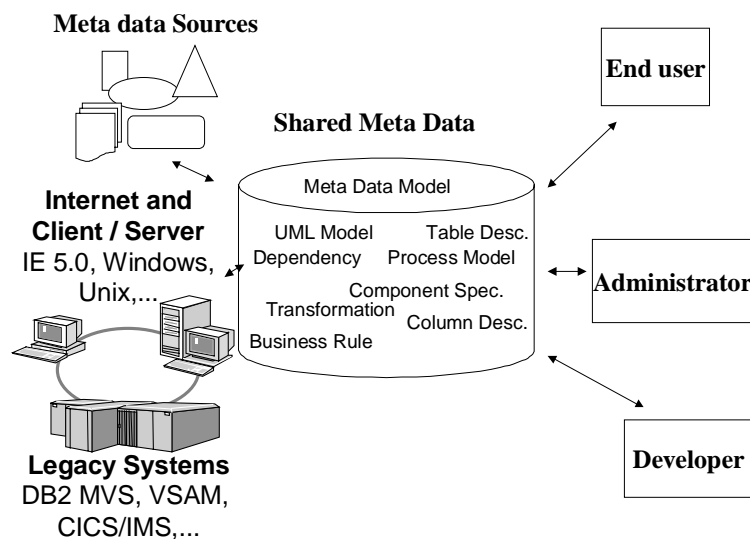 Meta data Sources
End user
Shared Meta Data
Meta Data Model
Internet and
Client / Server
IE 5.0, Windows,
Unix,...
UML Model
Table Desc.
Dependency
Process Model
Component Spec.
Transformation
Column Desc.
Business Rule
Administrator
Legacy Systems
DB2 MVS, VSAM,
CICS/IMS,...
Developer